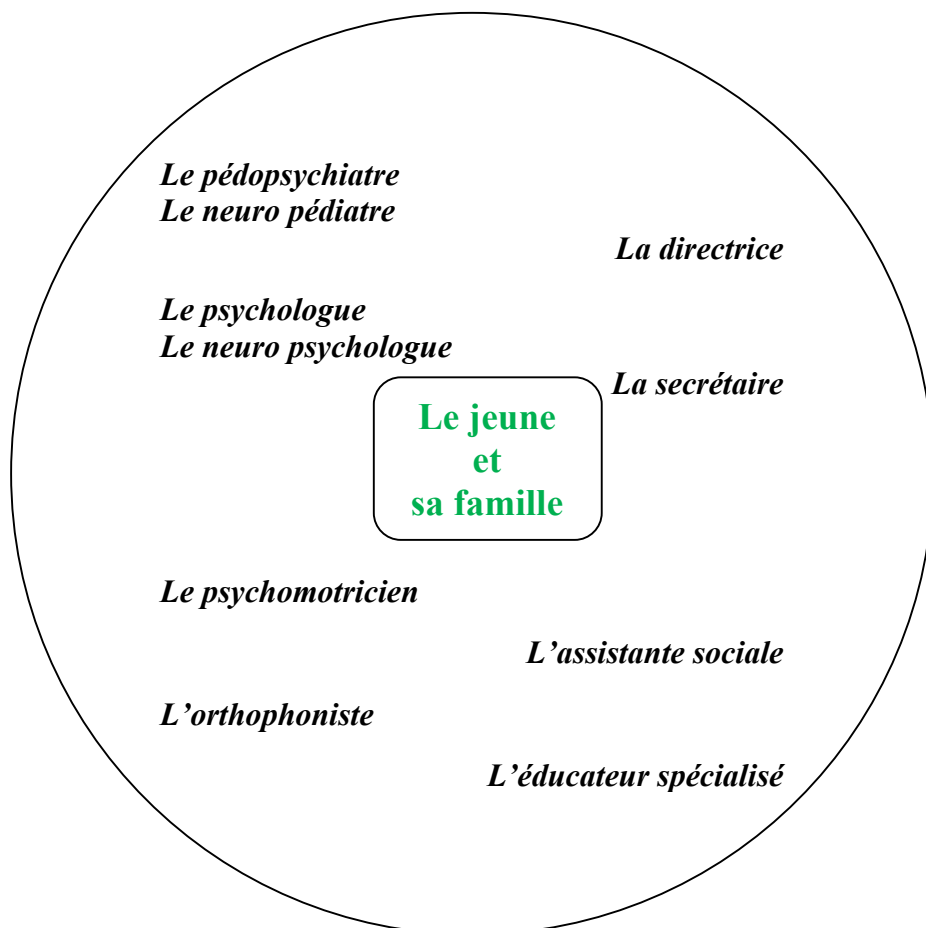 Le pédopsychiatre
Le neuro pédiatre
La directrice
Le psychologue
Le neuro psychologue
La secrétaire
Le jeune
et
sa famille
Le psychomotricien
L’assistante sociale
L’orthophoniste
L’éducateur spécialisé